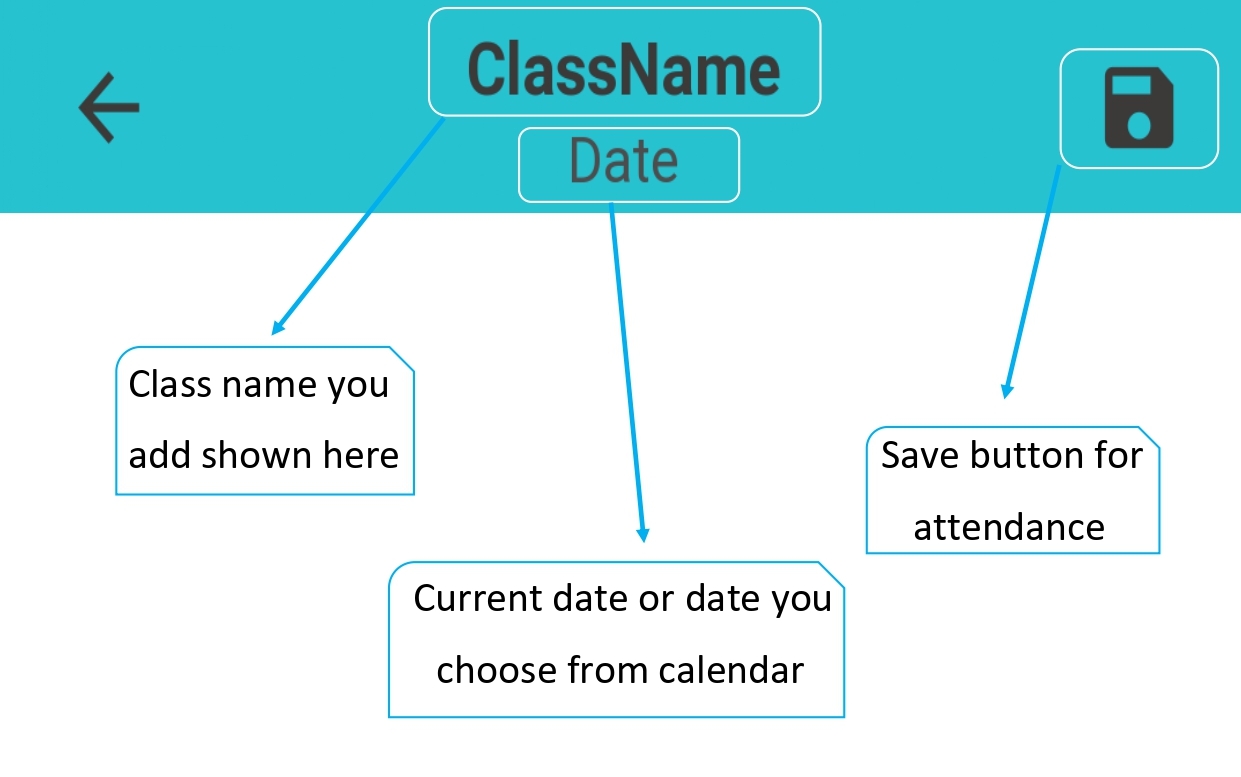 ClassName
Date
Class name you
add shown here
Save button for
attendance
Current date or date you
choose from calendar